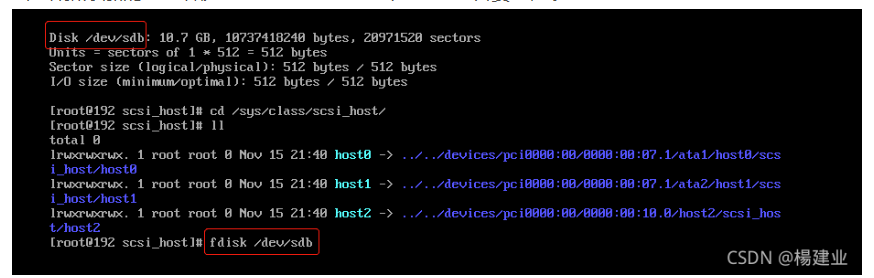 Disk /dev/sdb: 10.7 GB, 10737418240 bytes, 20971520 sectors
Units = sectors of 1 * 512 = 512 bytes
Sector size (logical/physical): 512 bytes / 512 bytes
I/O size (minimum/optimal): 512 bytes / 512 bytes
[root@192 scsi_host]# cd /sys/class/scsi_host/
[root@192 scsi_host]# ll
total 0
lrwxrwxrwx. 1 root root 0 Nov 15 21:40 host0 -> ../../devices/pci0000:00/0000:00:07.1/ata1/host0/scs
i_host/host0
lrwxrwxrwx. 1 root root 0 Nov 15 21:40 host1 -> ../../devices/pci0000:00/0000:00:07.1/ata2/host1/scs
i_host/host1
lrwxrwxrwx. 1 root root 0 Nov 15 21:40 host2 -> ../../devices/pci0000:00/0000:00:10.0/host2/scsi_hos
t/host2
[root@192 scsi_host]# fdisk /dev/sdb
CSDN @楊建业